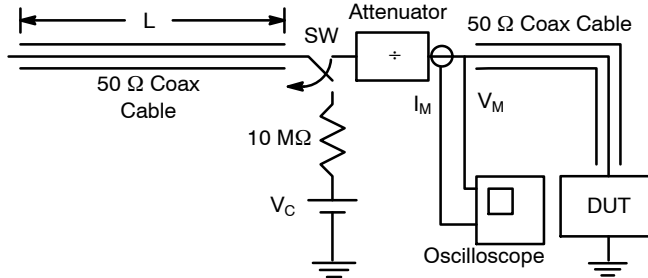 L
SW
Attenuator
÷
50 Ω Coax Cable
50 Ω Coax
Cable
I_M
V_M
10 MΩ
V_C
DUT
Oscilloscope